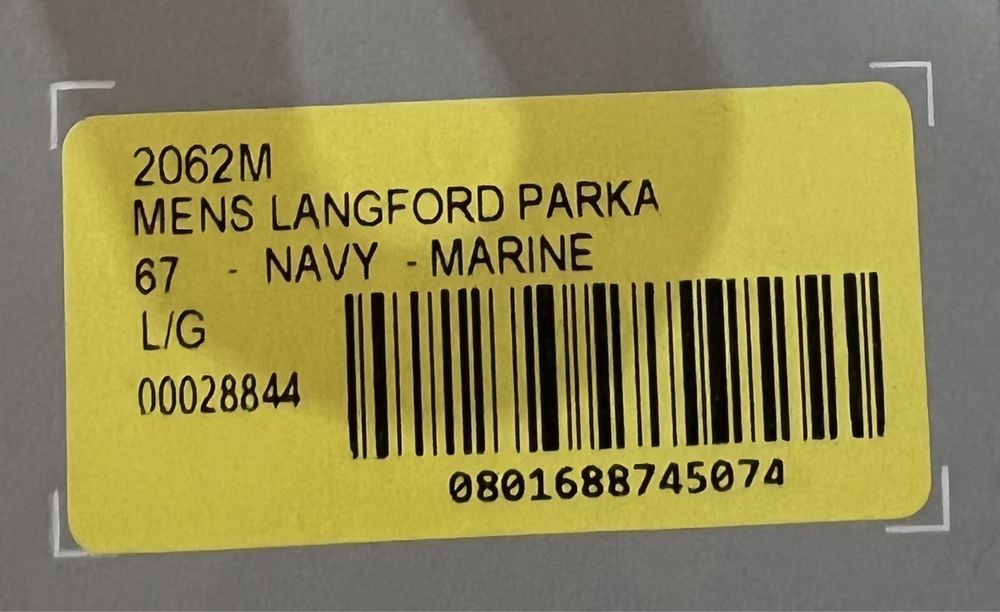 2062M
MENS LANGFORD PARKA
67 - NAVY - MARINE
L/G
00028844
0801688745074